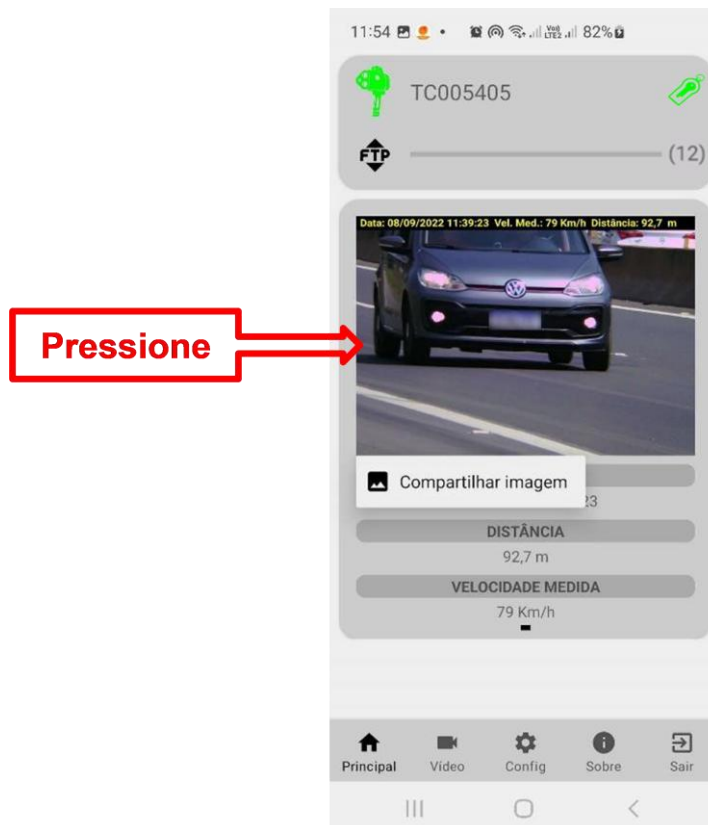 11:54
82%
TC005405
FTP
(12)
Data: 08/09/2022 11:39:23 Vel. Med.: 79 Km/h Distância: 92,7 m
Pressione
Compartilhar imagem
23
DISTÂNCIA
92,7 m
VELOCIDADE MEDIDA
79 Km/h
Principal
Vídeo
Config
Sobre
Sair